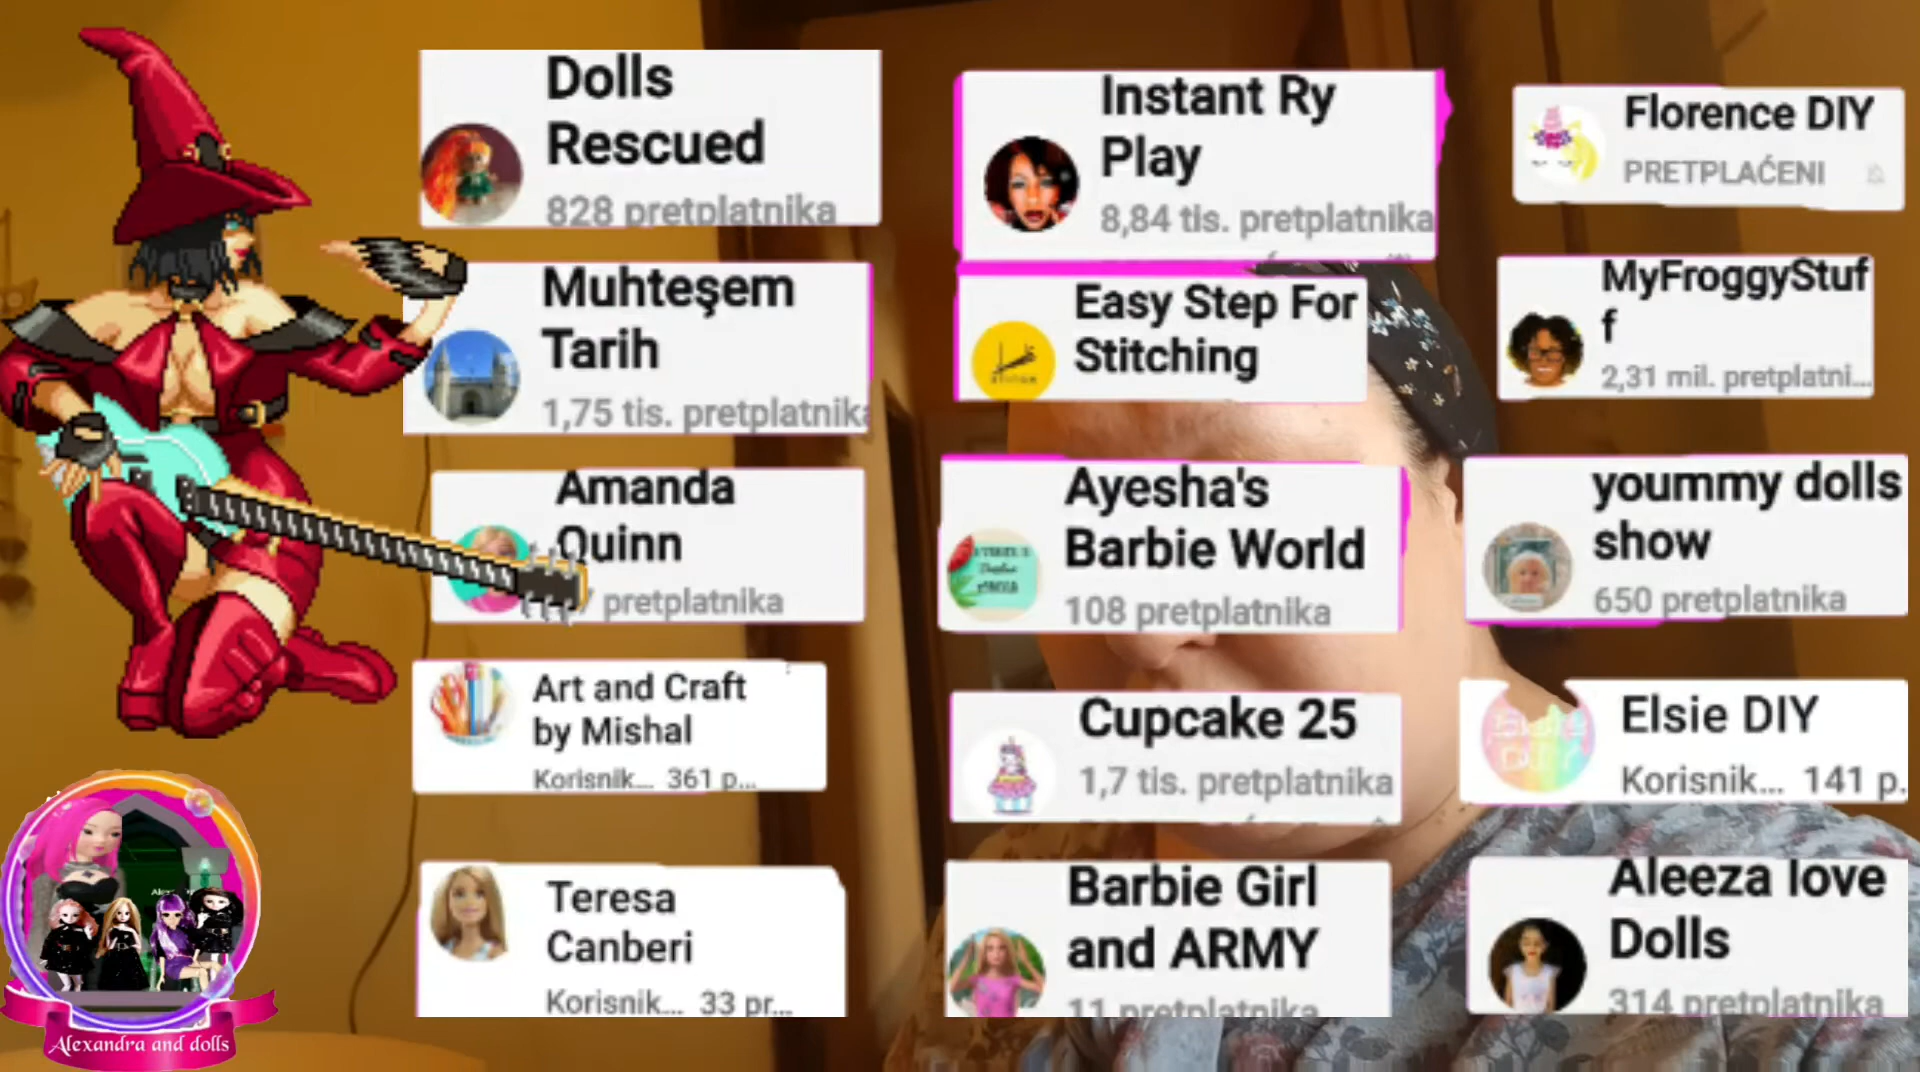 Dolls
Rescued
828 pretplatnika
Muhteşem
Tarih
1,75 tis. pretplatnika
Amanda
Quinn
pretplatnika
Art and Craft
by Mishal
Korisnik... 361 p...
Teresa
Canberi
Korisnik... 33 pr...
Instant Ry
Play
8,84 tis. pretplatnika
Easy Step For
Stitching
Ayesha's
Barbie World
108 pretplatnika
Cupcake 25
1,7 tis. pretplatnika
Barbie Girl
and ARMY
11 pretplatnika
Florence DIY
PRETPLAĆENI
MyFroggyStuf
f
2,31 mil. pretplatni...
yoummy dolls
show
650 pretplatnika
Elsie DIY
Korisnik... 141 p.
Aleeza love
Dolls
314 pretplatnika
Alexandra and dolls